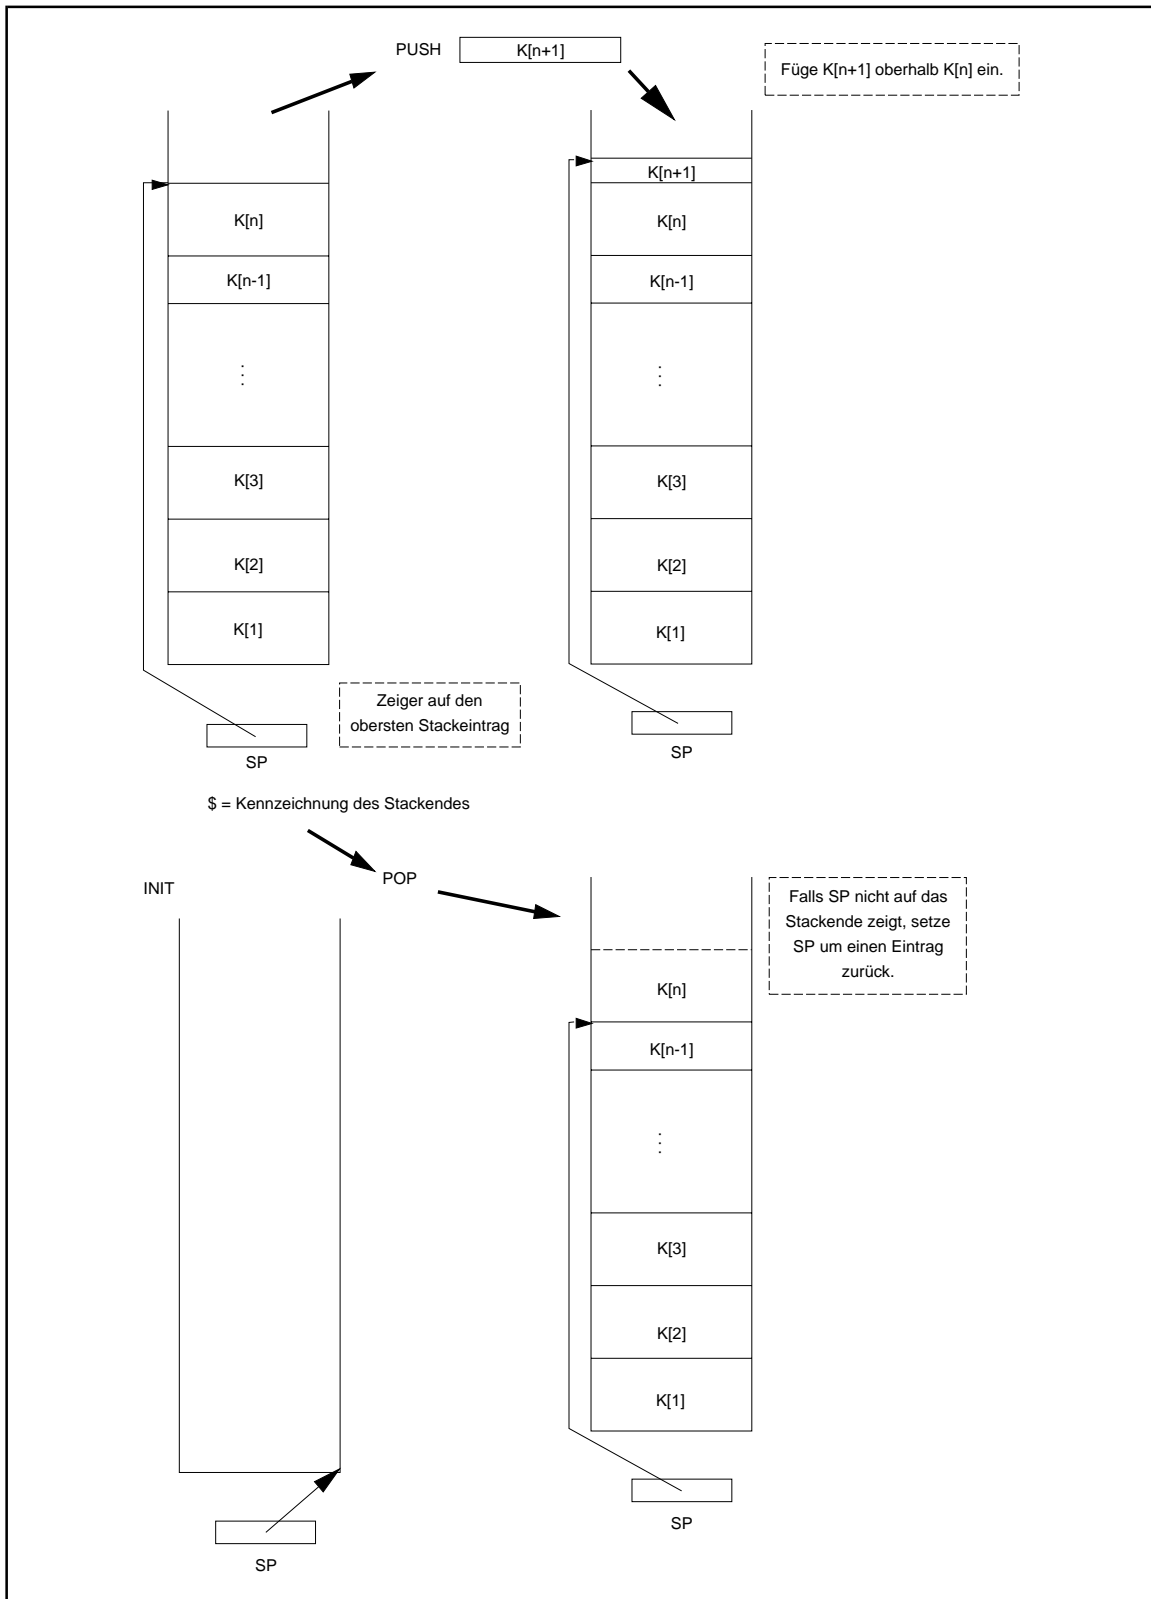 PUSH K[n+1]
Füge K[n+1] oberhalb K[n] ein.
K[n]
K[n-1]
...
K[3]
K[2]
K[1]
SP
Zeiger auf den
obersten Stackeintrag
K[n+1]
K[n]
K[n-1]
...
K[3]
K[2]
K[1]
SP
$ = Kennzeichnung des Stackendes
POP
INIT
SP
Falls SP nicht auf das
Stackende zeigt, setze
SP um einen Eintrag
zurück.
K[n]
K[n-1]
...
K[3]
K[2]
K[1]
SP